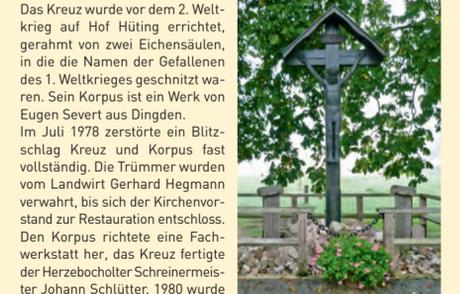 Das Kreuz wurde vor dem 2. Welt-
krieg auf Hof Hüting errichtet,
gerahmt von zwei Eichensäulen,
in die die Namen der Gefallenen
des 1. Weltkrieges geschnitzt wa-
ren. Sein Korpus ist ein Werk von
Eugen Severt aus Dingden.
Im Juli 1978 zerstörte ein Blitz-
schlag Kreuz und Korpus fast
vollständig. Die Trümmer wurden
vom Landwirt Gerhard Hegmann
verwahrt, bis sich der Kirchenvor-
stand zur Restauration entschloss.
Den Korpus richtete eine Fach-
werkstatt her, das Kreuz fertigte
der Herzebocholter Schreinermeis-
ter Johann Schlütter. 1980 wurde